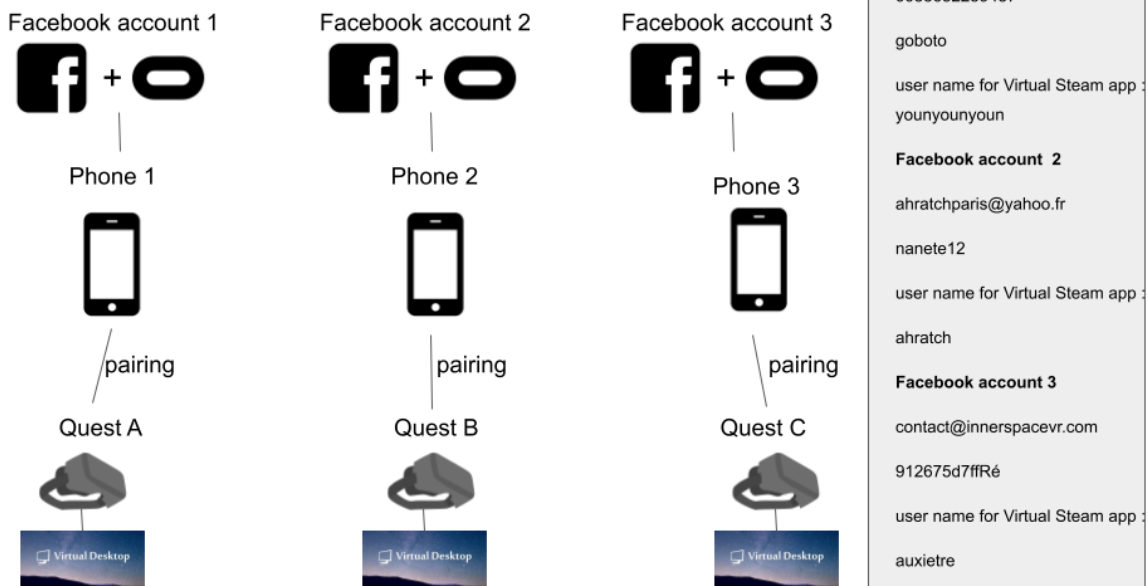 Facebook account 1
Facebook account 2
Facebook account 3
+
+
+
Phone 1
Phone 2
Phone 3
pairing
pairing
pairing
Quest A
Quest B
Quest C
Virtual Desktop
Virtual Desktop
Virtual Desktop
goboto
user name for Virtual Steam app :
younyounyoun
Facebook account 2
ahratchparis@yahoo.fr
nanete12
user name for Virtual Steam app :
ahratch
Facebook account 3
contact@innerspacevr.com
912675d7ffRé
user name for Virtual Steam app :
auxietre